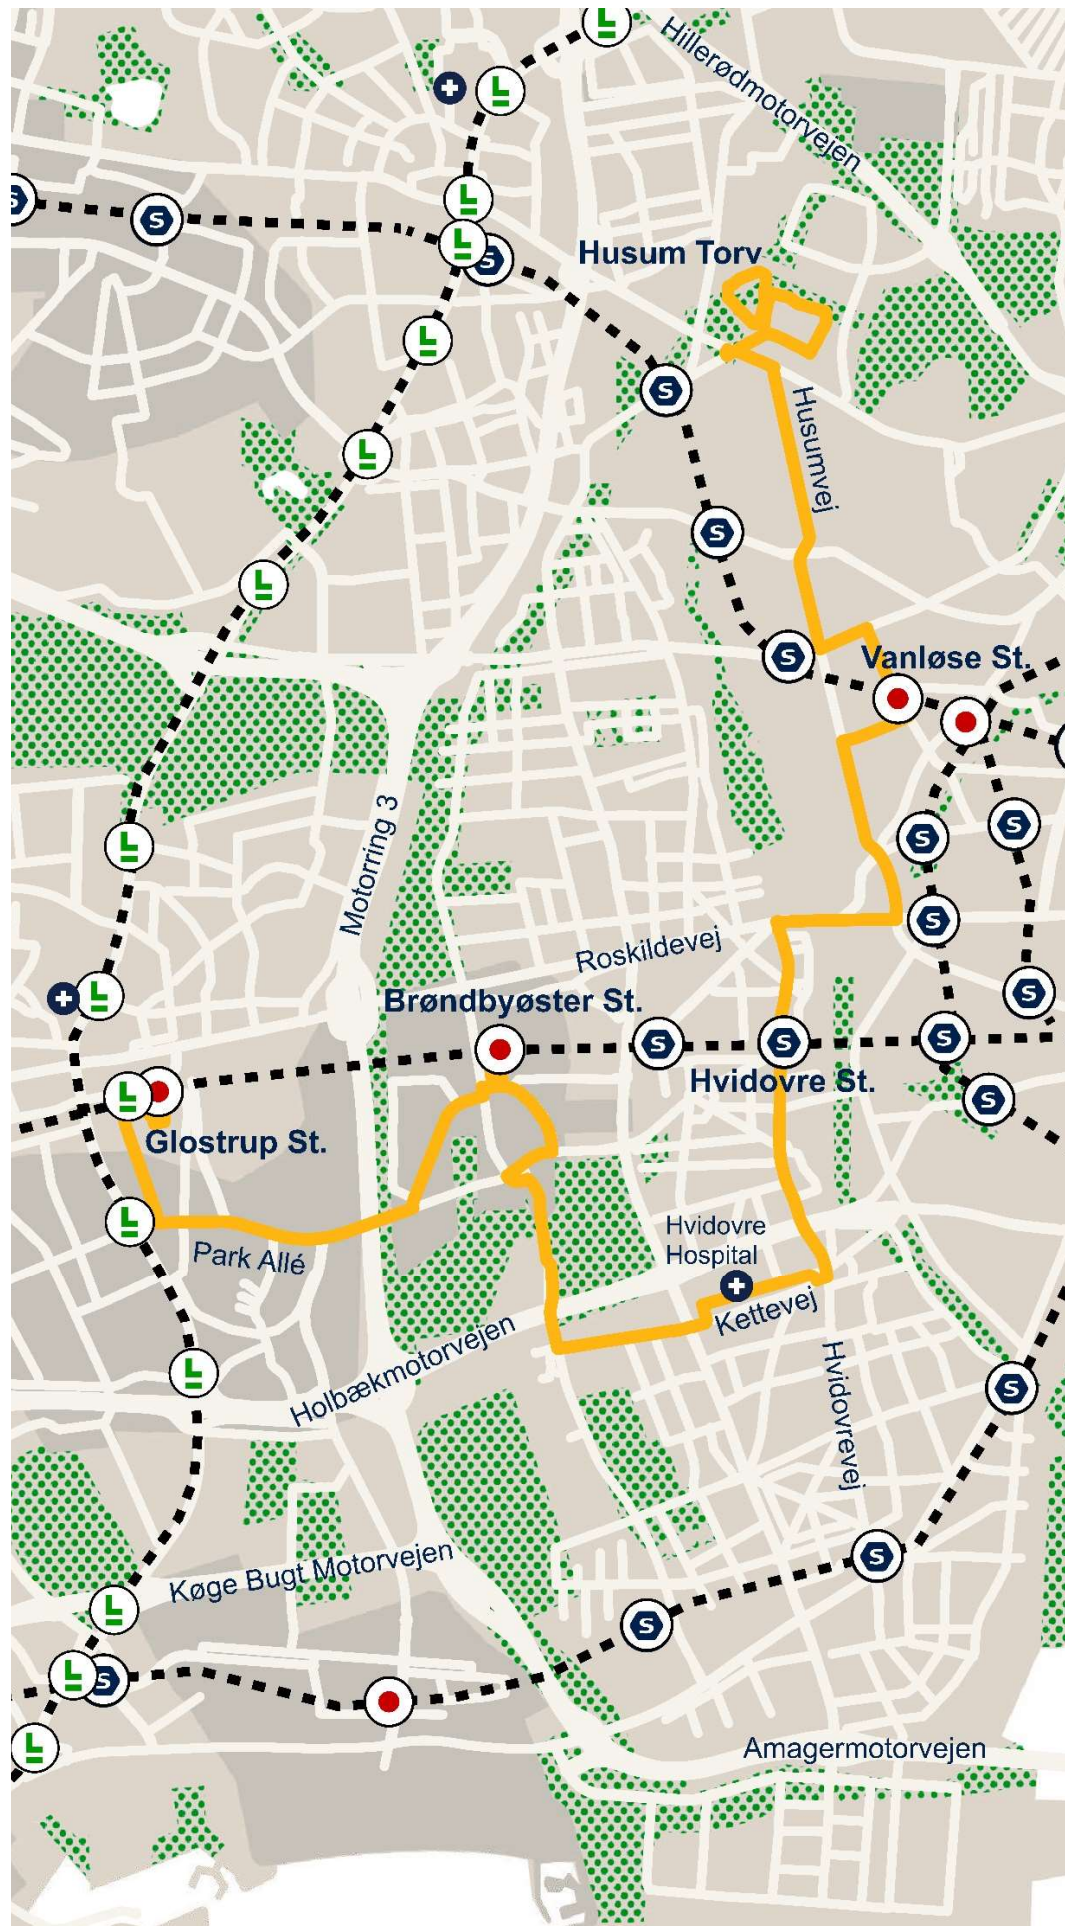 Hillerødmotorvejen
Husum Torv
Husumvej
Vanløse St.
Motorring 3
Roskildevej
Brøndbyøster St.
Hvidovre St.
Glostrup St.
Hvidovre
Hospital
Park Allé
Kettevej
Holbækmotorvejen
Hvidovrevej
Køge Bugt Motorvejen
Amagermotorvejen